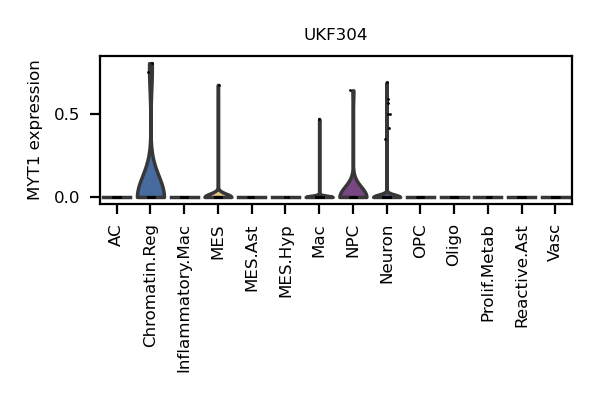 UKF304
MYT1 expression
0.5
0.0
AC
Chromatin.Reg
Inflammatory.Mac
MES
MES.Ast
MES.Hyp
Mac
NPC
Neuron
OPC
Oligo
Prolif.Metab
Reactive.Ast
Vasc